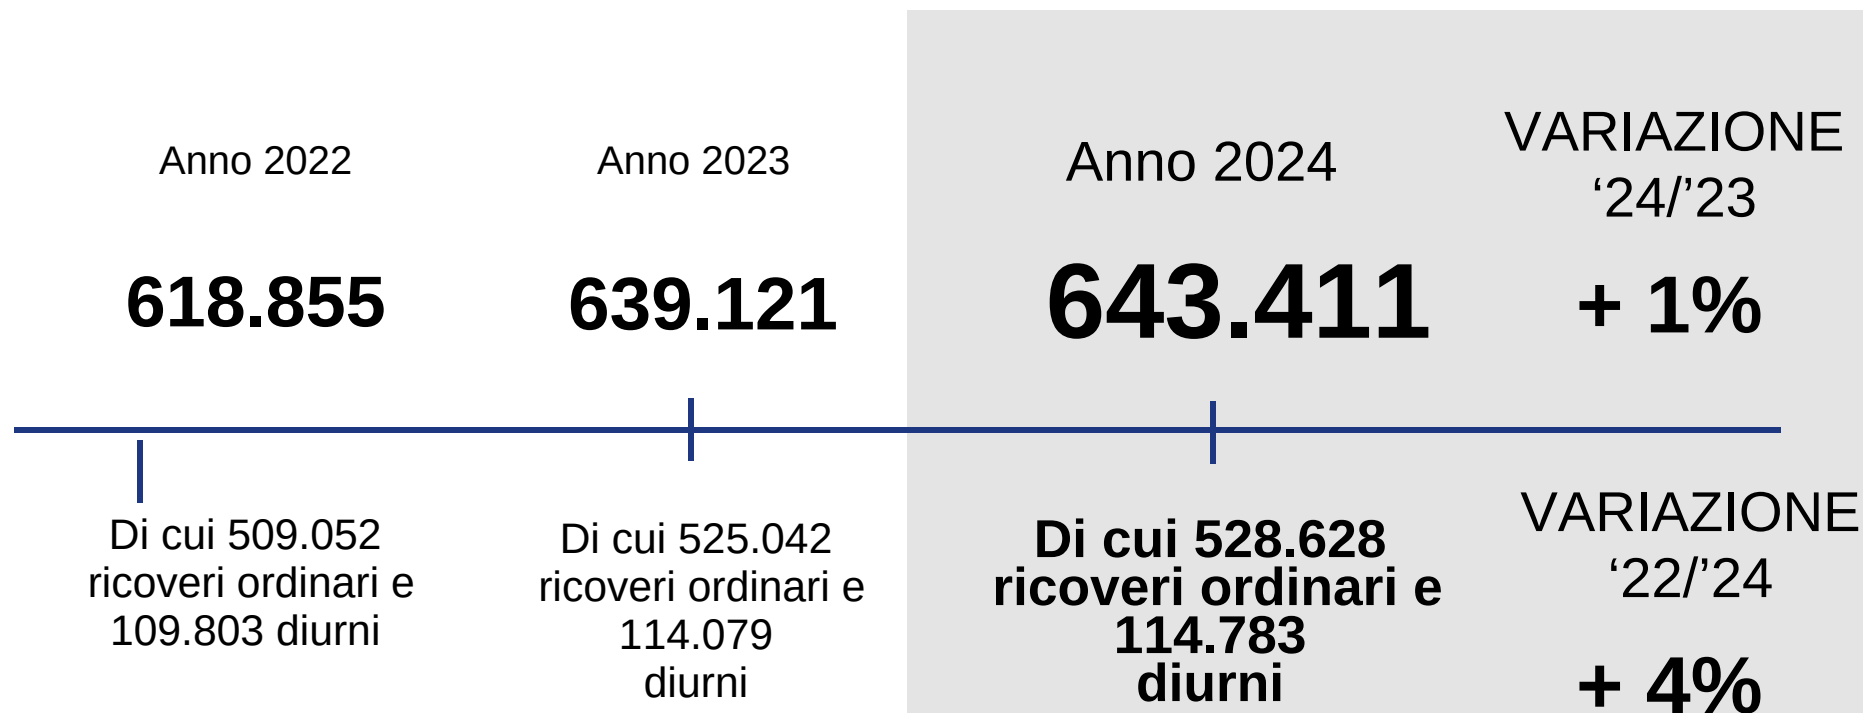 Anno 2022
618.855
Di cui 509.052
ricoveri ordinari e
109.803 diurni
Anno 2023
639.121
Di cui 525.042
ricoveri ordinari e
114.079
diurni
Anno 2024
643.411
Di cui 528.628
ricoveri ordinari e
114.783
diurni
VARIAZIONE
‘24/’23
+ 1%
VARIAZIONE
‘22/’24
+ 4%